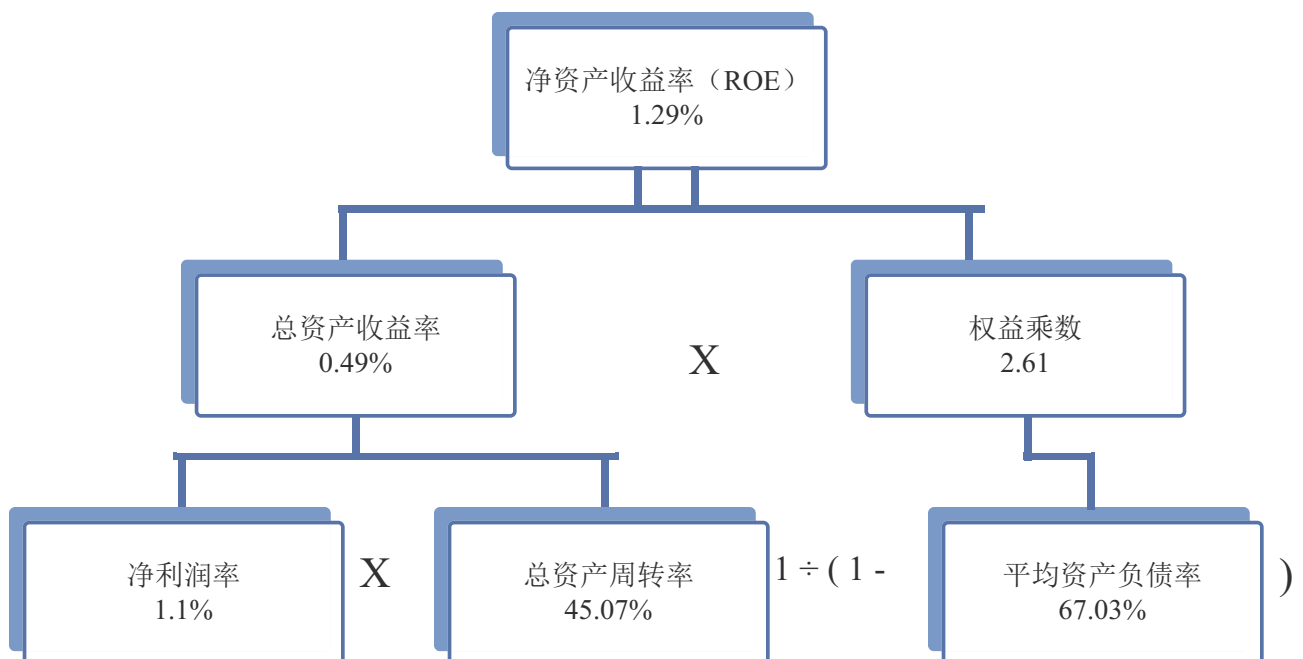 净资产收益率（ROE）
1.29%
总资产收益率
0.49%
X
权益乘数
2.61
净利润率
1.1%
X
总资产周转率
45.07%
1 ÷ ( 1 -
平均资产负债率
67.03%
)